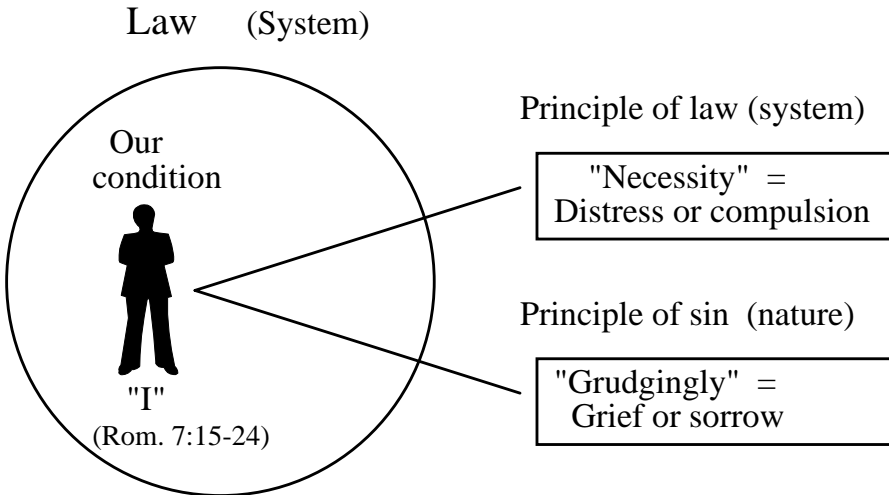 Law (System)
Our
condition
"I"
(Rom. 7:15-24)
Principle of law (system)
"Necessity" =
Distress or compulsion
Principle of sin (nature)
"Grudgingly" =
Grief or sorrow